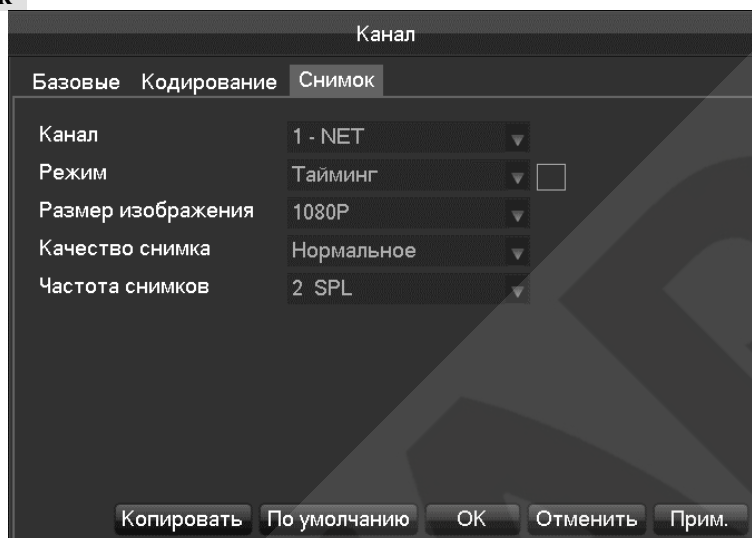 Канал
Базовые Кодирование Снимок
Канал 1 - NET
Режим Тайминг
Размер изображения 1080P
Качество снимка Нормальное
Частота снимков 2 SPL
Копировать По умолчанию OK Отменить Прим.